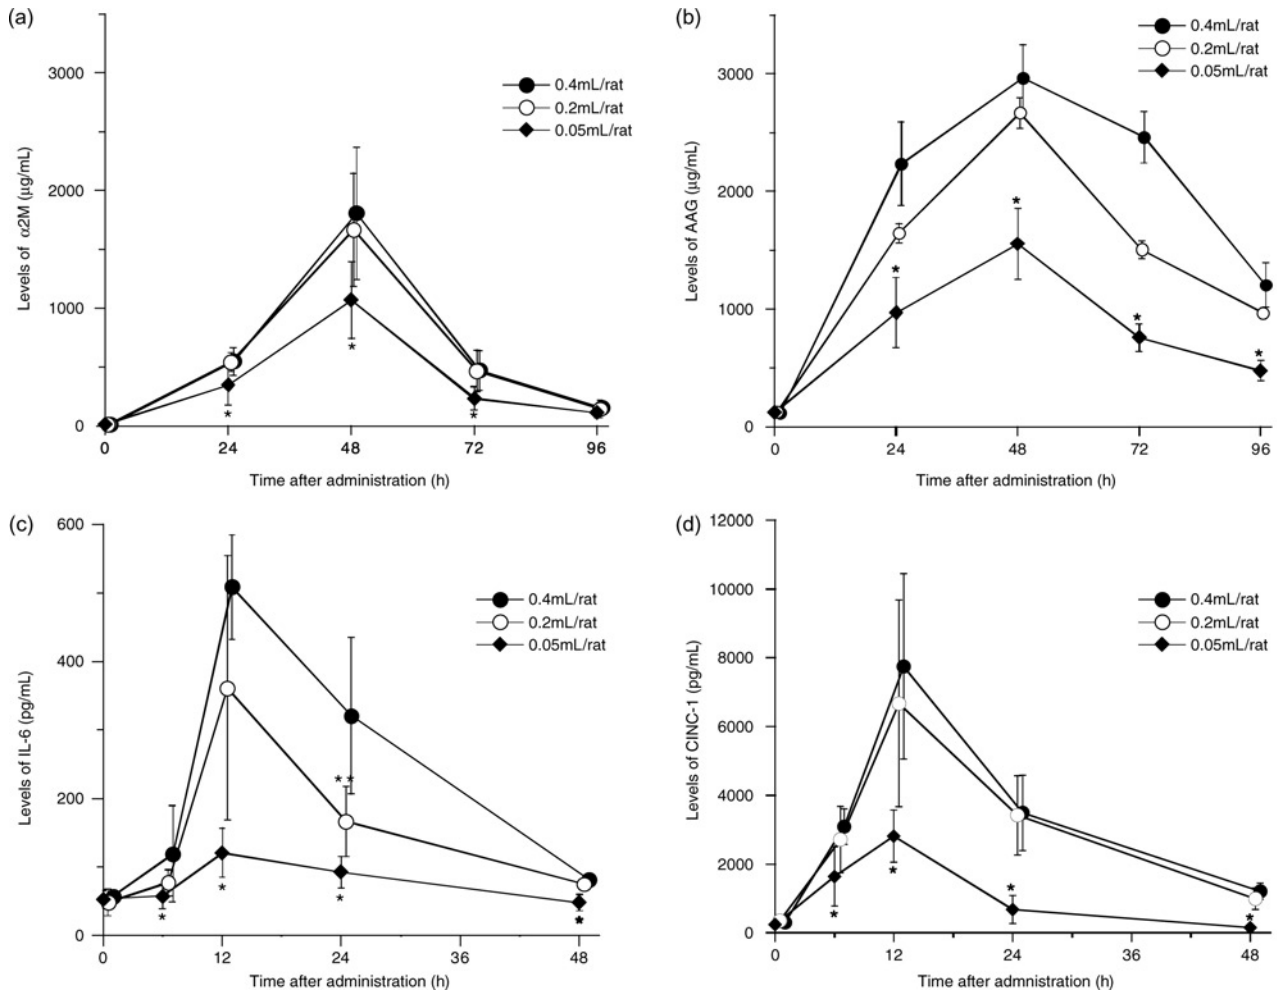 (a)
3000
2000
1000
0
0 24 48 72 96
Levels of α2M (μg/mL)
Time after administration (h)
0.4mL/rat
0.2mL/rat
0.05mL/rat
*
*
*
(b)
3000
2000
1000
0
0 24 48 72 96
Levels of AAG (μg/mL)
Time after administration (h)
0.4mL/rat
0.2mL/rat
0.05mL/rat
*
*
*
*
(c)
600
400
200
0
0 12 24 36 48
Levels of IL-6 (pg/mL)
Time after administration (h)
0.4mL/rat
0.2mL/rat
0.05mL/rat
* *
*
*
*
*
(d)
12000
10000
8000
6000
4000
2000
0
0 12 24 36 48
Levels of CINC-1 (pg/mL)
Time after administration (h)
0.4mL/rat
0.2mL/rat
0.05mL/rat
*
*
*
*